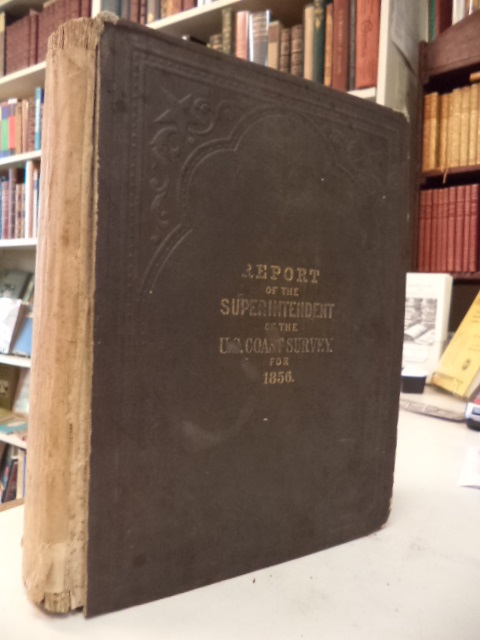 REPORT
OF THE
SUPERINTENDENT
OF THE
U.S. COAST SURVEY.
FOR
1856.